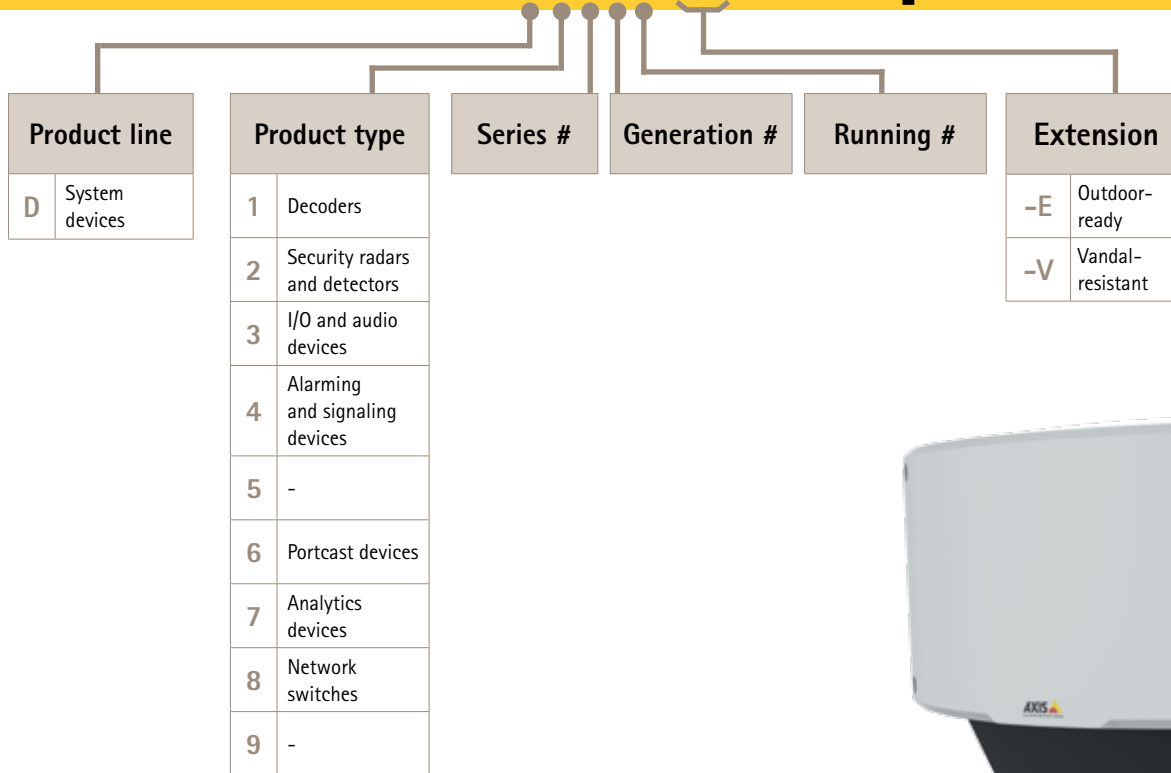 Product line
D
System
devices
Product type
1
Decoders
2
Security radars
and detectors
3
I/O and audio
devices
4
Alarming
and signaling
devices
5
-
6
Portcast devices
7
Analytics
devices
8
Network
switches
9
-
Series #
Generation #
Running #
Extension
-E
Outdoor-
ready
-V
Vandal-
resistant
AXIS